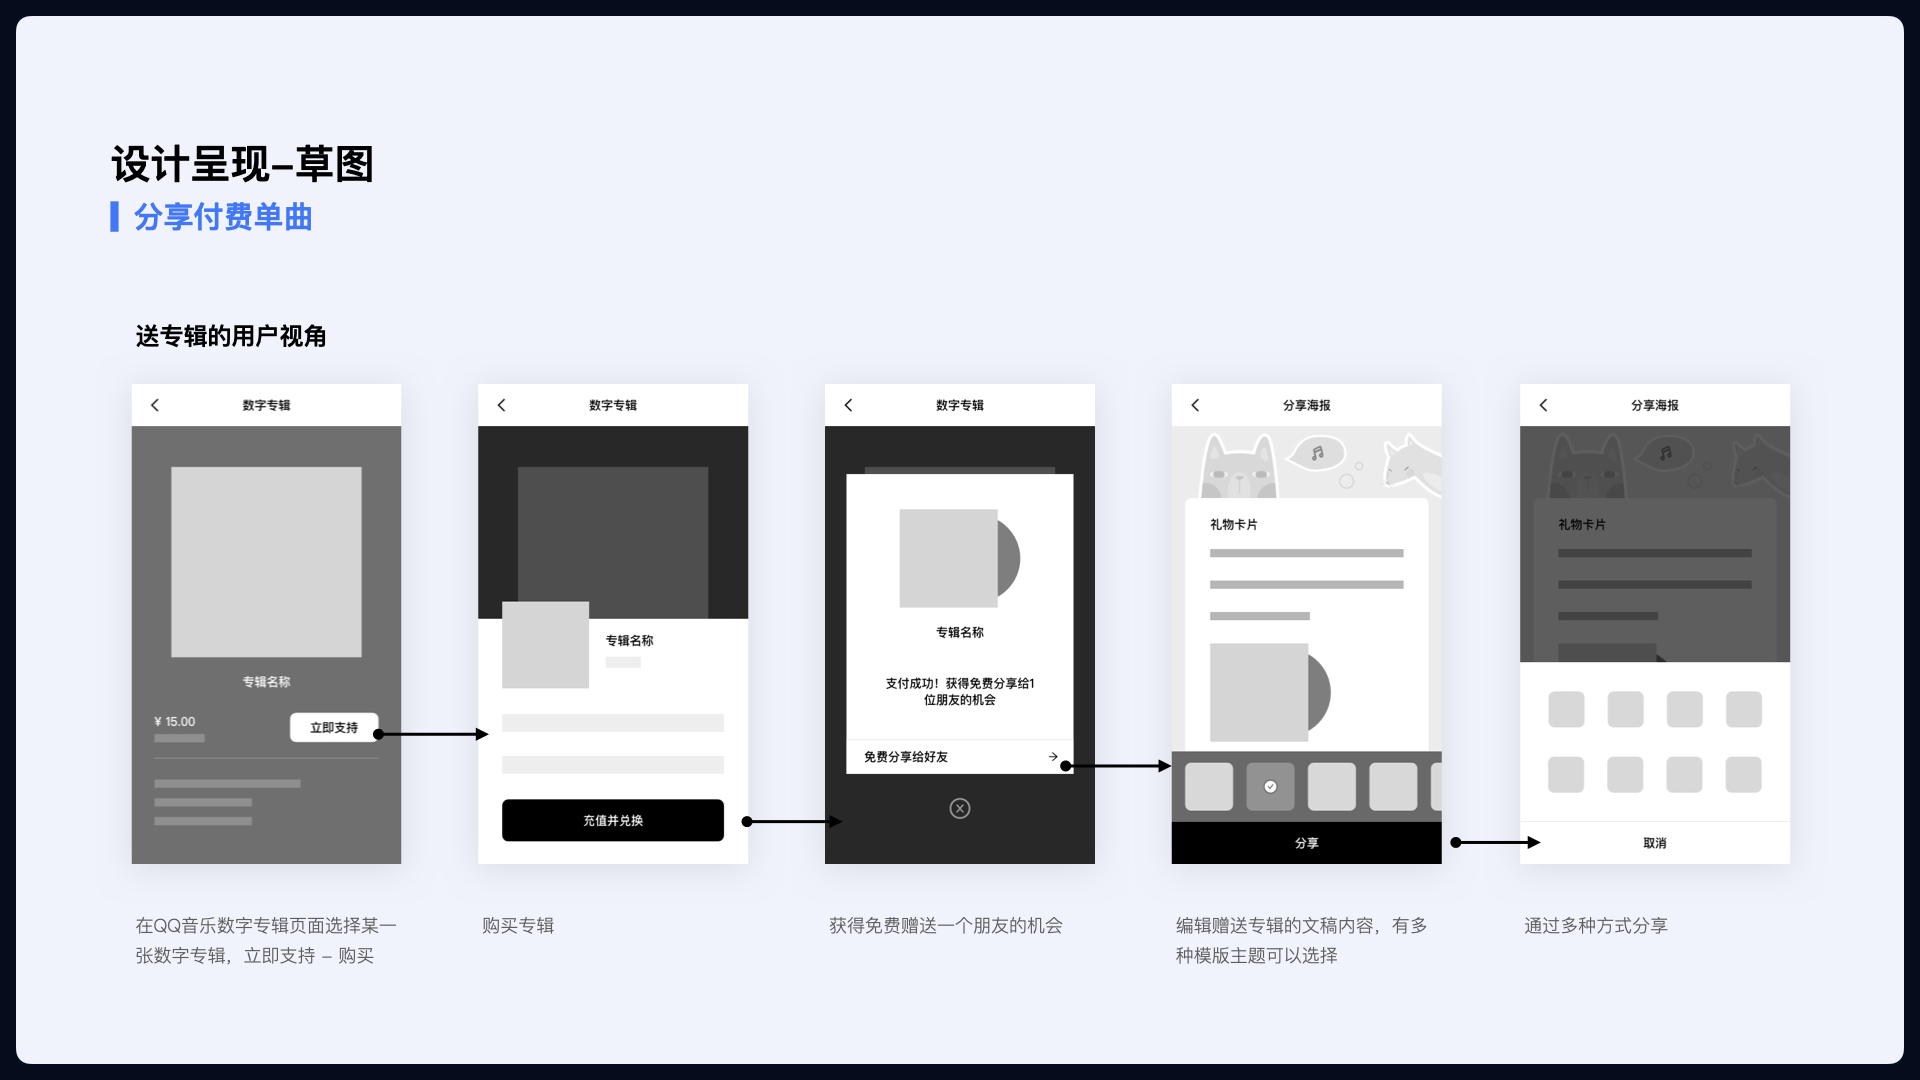 设计呈现–草图
分享付费单曲
送专辑的用户视角
数字专辑
专辑名称
¥ 15.00
立即支持
在QQ音乐数字专辑页面选择某一
张数字专辑，立即支持 – 购买
数字专辑
专辑名称
充值并兑换
购买专辑
数字专辑
专辑名称
支付成功！获得免费分享给1
位朋友的机会
免费分享给好友
获得免费赠送一个朋友的机会
分享海报
礼物卡片
分享
编辑赠送专辑的文稿内容，有多
种模版主题可以选择
分享海报
礼物卡片
取消
通过多种方式分享